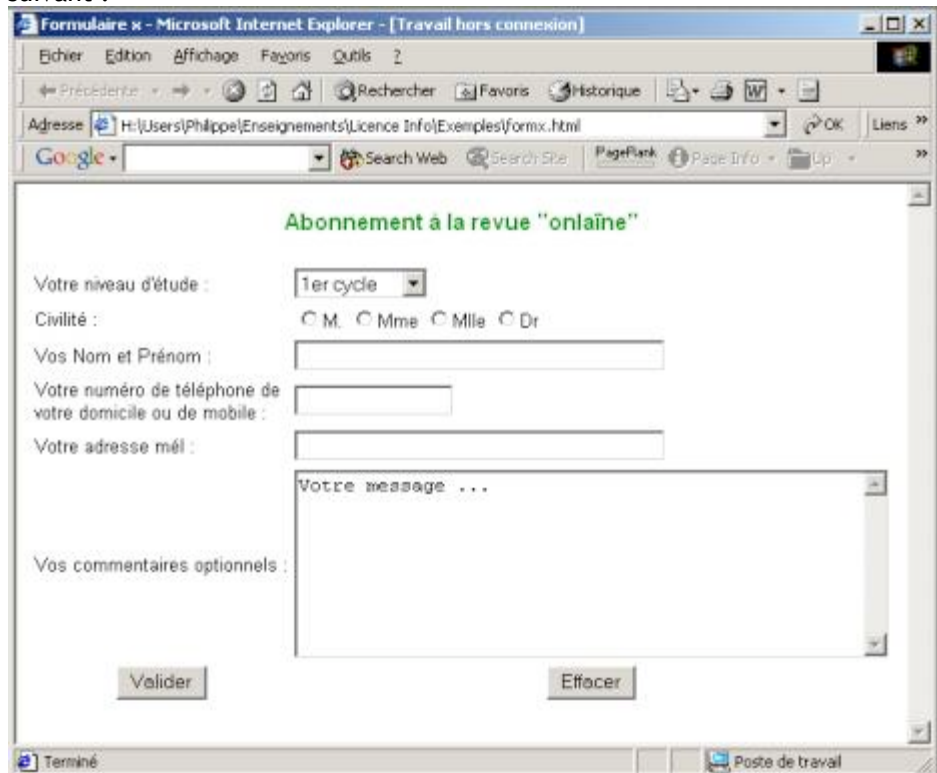 suivant :
Formulaire x - Microsoft Internet Explorer - [Travail hors connexion]
Fichier Edition Affichage Favoris Outils ?
Précédente Rechercher Favoris Historique
Adresse H:\Users\Philippe\Enseignements\Licence Info\Exemples\formx.html OK Liens »
Google Search Web Search Site PageRank Page Info Up »
Abonnement à la revue "onlaïne"
Votre niveau d'étude : 1er cycle
Civilité : M. Mme Mlle Dr
Vos Nom et Prénom :
Votre numéro de téléphone de
votre domicile ou de mobile :
Votre adresse mél :
Votre message ...
Vos commentaires optionnels :
Valider Effacer
Terminé Poste de travail